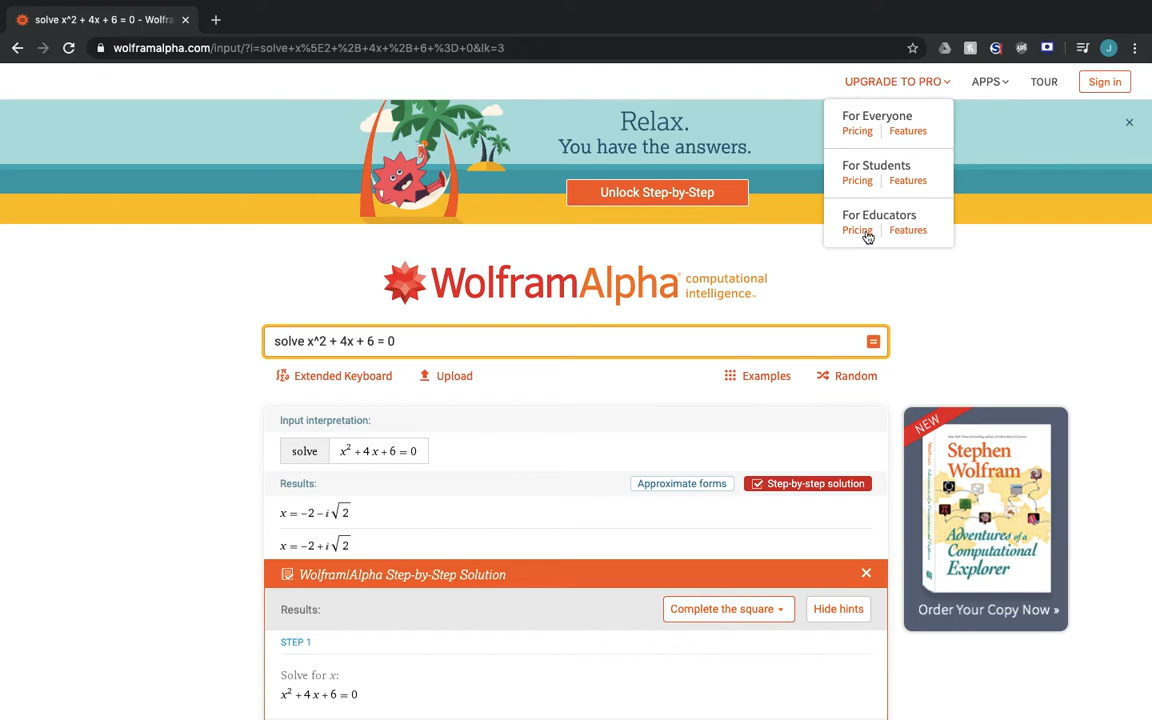 solve x^2 + 4x + 6 = 0 - Wolfra
wolframalpha.com/input/?i=solve+x%5E2+%2B+4x+%2B+6+%3D+0&lk=3
J
UPGRADE TO PRO
APPS
TOUR
Sign in
For Everyone
Pricing | Features
For Students
Pricing | Features
For Educators
Pricing | Features
Relax.
You have the answers.
Unlock Step-by-Step
WolframAlpha computational intelligence.
solve x^2 + 4x + 6 = 0
Extended Keyboard
Upload
Examples
Random
Input interpretation:
solve x² + 4 x + 6 = 0
Results:
Approximate forms
Step-by-step solution
x = -2 - i √2
x = -2 + i √2
Wolfram|Alpha Step-by-Step Solution
Results:
Complete the square
Hide hints
STEP 1
Solve for x:
x² + 4 x + 6 = 0
NEW
Stephen
Wolfram
Adventures of a
Computational
Explorer
Order Your Copy Now »